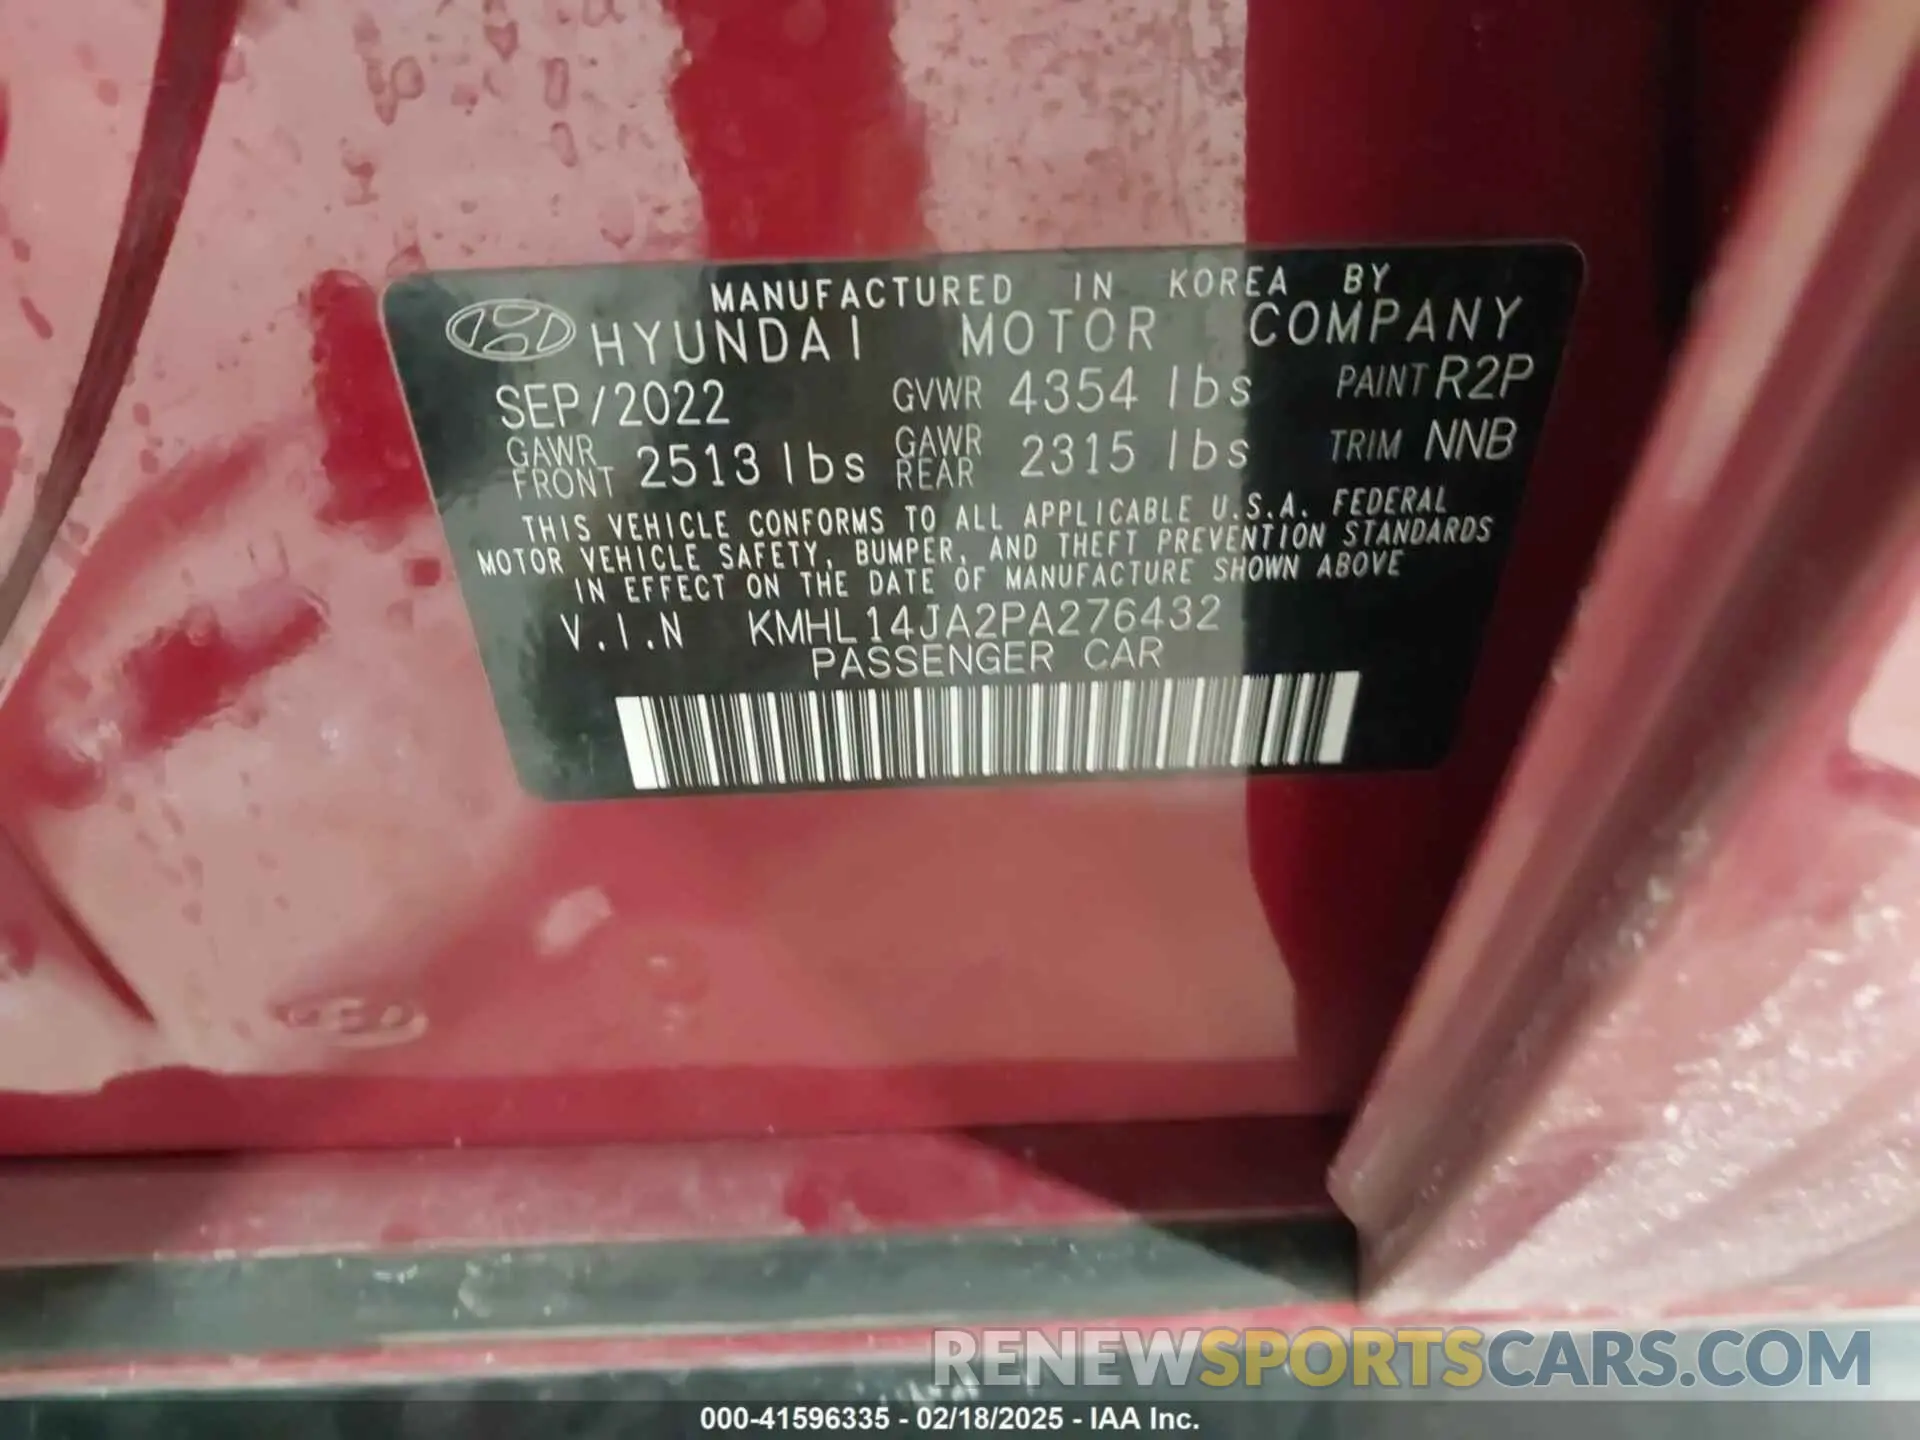 MANUFACTURED IN KOREA BY
HYUNDAI MOTOR COMPANY
SEP/2022 GVWR 4354 lbs PAINT R2P
GAWR FRONT 2513 lbs GAWR REAR 2315 lbs TRIM NNB
THIS VEHICLE CONFORMS TO ALL APPLICABLE U.S.A. FEDERAL
MOTOR VEHICLE SAFETY, BUMPER, AND THEFT PREVENTION STANDARDS
IN EFFECT ON THE DATE OF MANUFACTURE SHOWN ABOVE
V.I.N KMHL14JA2PA276432
PASSENGER CAR
RENEWSPORTSCARS.COM
000-41596335 - 02/18/2025 - IAA Inc.